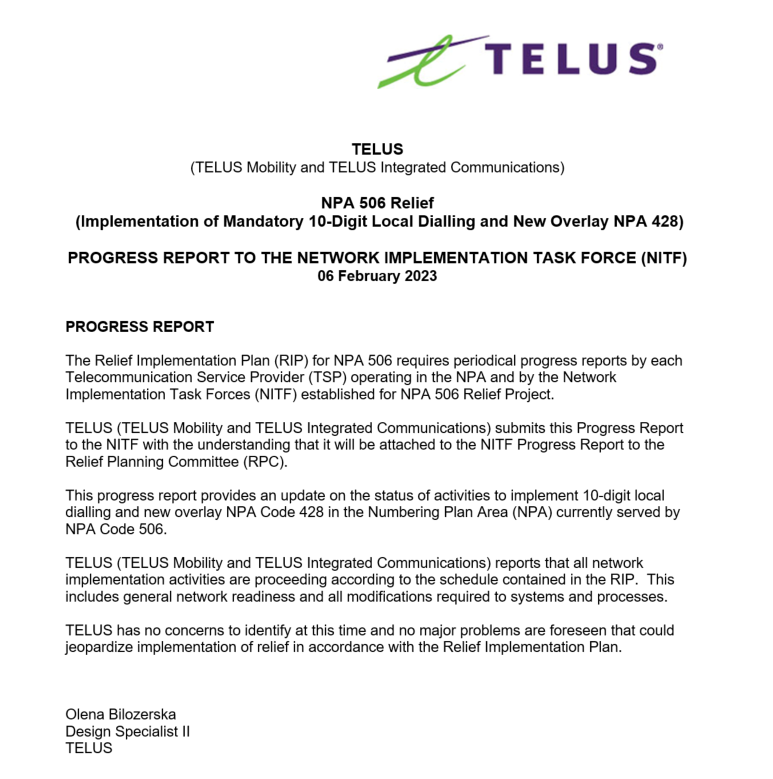 TELUS®
TELUS
(TELUS Mobility and TELUS Integrated Communications)
NPA 506 Relief
(Implementation of Mandatory 10-Digit Local Dialling and New Overlay NPA 428)
PROGRESS REPORT TO THE NETWORK IMPLEMENTATION TASK FORCE (NITF)
06 February 2023
PROGRESS REPORT
The Relief Implementation Plan (RIP) for NPA 506 requires periodical progress reports by each
Telecommunication Service Provider (TSP) operating in the NPA and by the Network
Implementation Task Forces (NITF) established for NPA 506 Relief Project.
TELUS (TELUS Mobility and TELUS Integrated Communications) submits this Progress Report
to the NITF with the understanding that it will be attached to the NITF Progress Report to the
Relief Planning Committee (RPC).
This progress report provides an update on the status of activities to implement 10-digit local
dialling and new overlay NPA Code 428 in the Numbering Plan Area (NPA) currently served by
NPA Code 506.
TELUS (TELUS Mobility and TELUS Integrated Communications) reports that all network
implementation activities are proceeding according to the schedule contained in the RIP.  This
includes general network readiness and all modifications required to systems and processes.
TELUS has no concerns to identify at this time and no major problems are foreseen that could
jeopardize implementation of relief in accordance with the Relief Implementation Plan.
Olena Bilozerska
Design Specialist II
TELUS